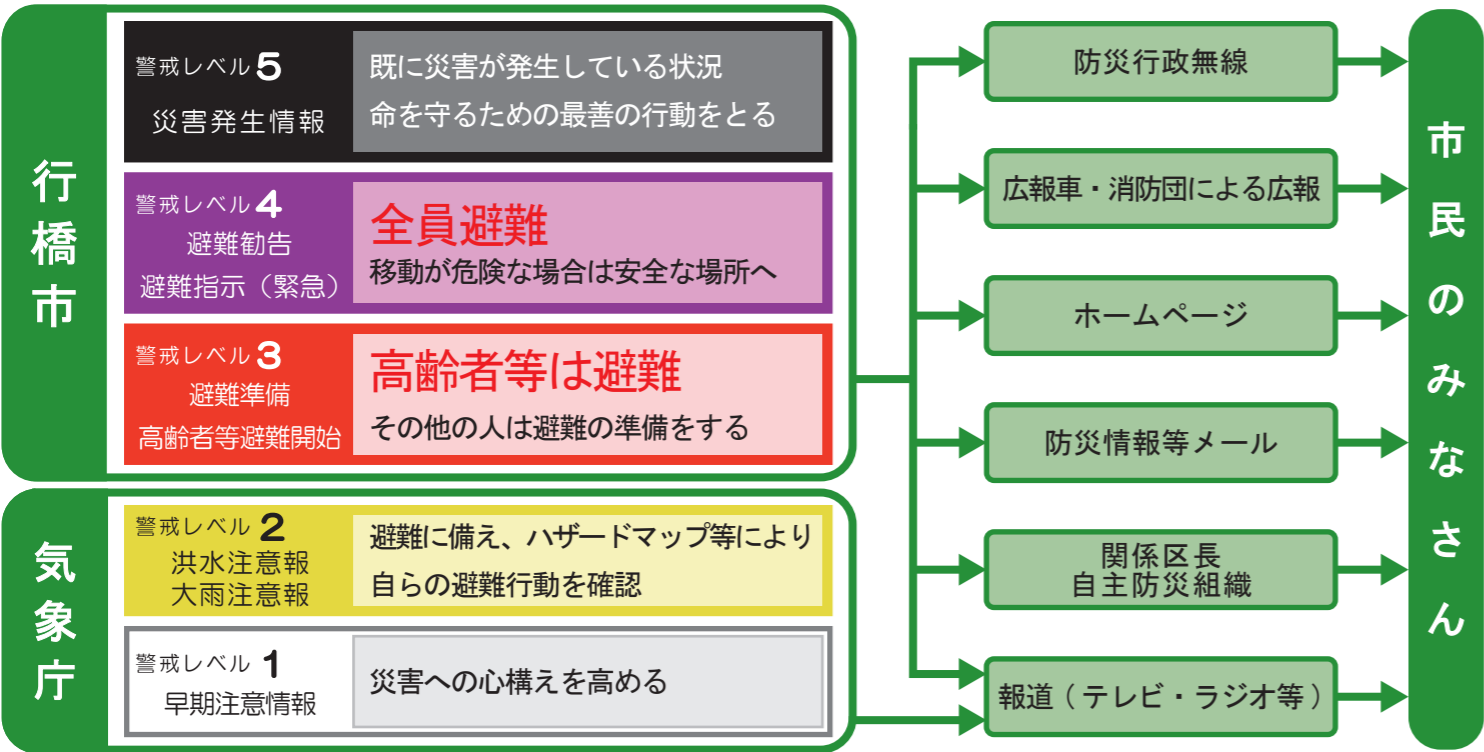 行橋市
警戒レベル 5
災害発生情報
既に災害が発生している状況
命を守るための最善の行動をとる
警戒レベル 4
避難勧告
避難指示（緊急）
全員避難
移動が危険な場合は安全な場所へ
警戒レベル 3
避難準備
高齢者等避難開始
高齢者等は避難
その他の人は避難の準備をする
気象庁
警戒レベル 2
洪水注意報
大雨注意報
避難に備え、ハザードマップ等により
自らの避難行動を確認
警戒レベル 1
早期注意情報
災害への心構えを高める
防災行政無線
広報車・消防団による広報
ホームページ
防災情報等メール
関係区長
自主防災組織
報道（テレビ・ラジオ等）
市民のみなさん